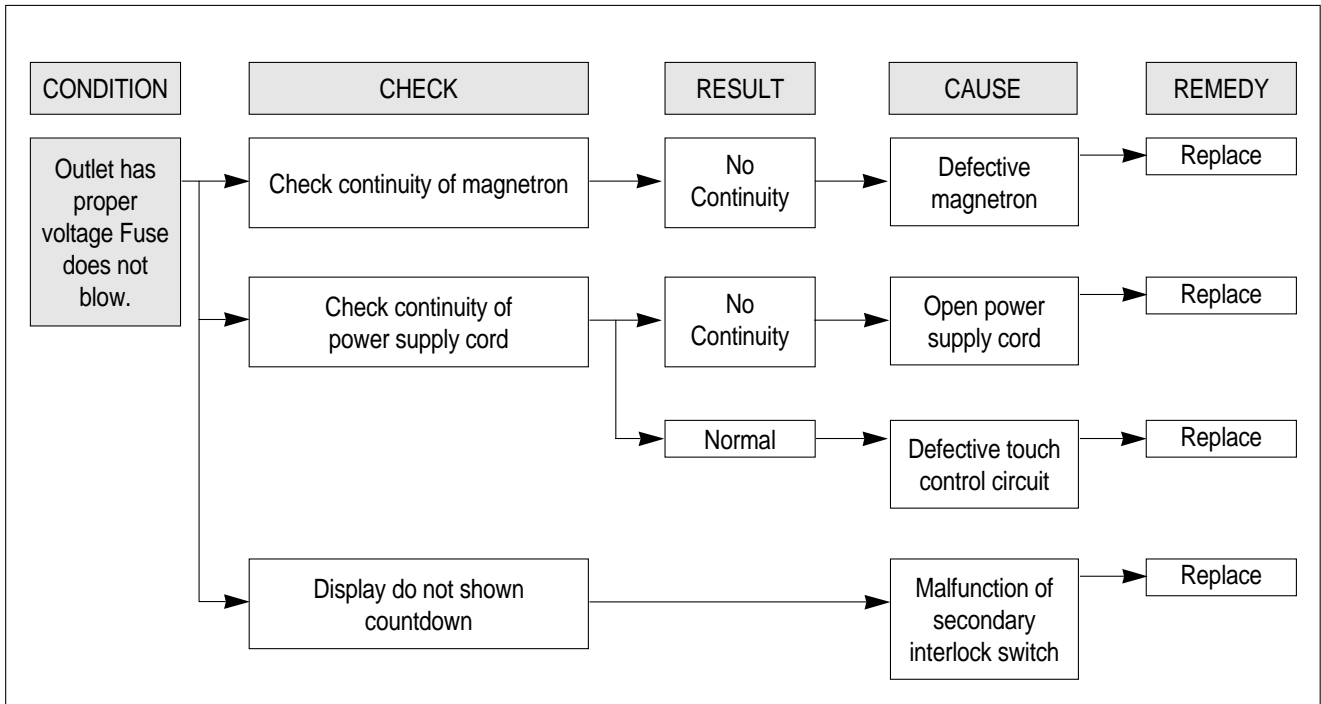 CONDITION
CHECK
RESULT
CAUSE
REMEDY
Outlet has
proper
voltage Fuse
does not
blow.
Check continuity of magnetron
No
Continuity
Defective
magnetron
Replace
Check continuity of
power supply cord
No
Continuity
Open power
supply cord
Replace
Normal
Defective touch
control circuit
Replace
Display do not shown
countdown
Malfunction of
secondary
interlock switch
Replace